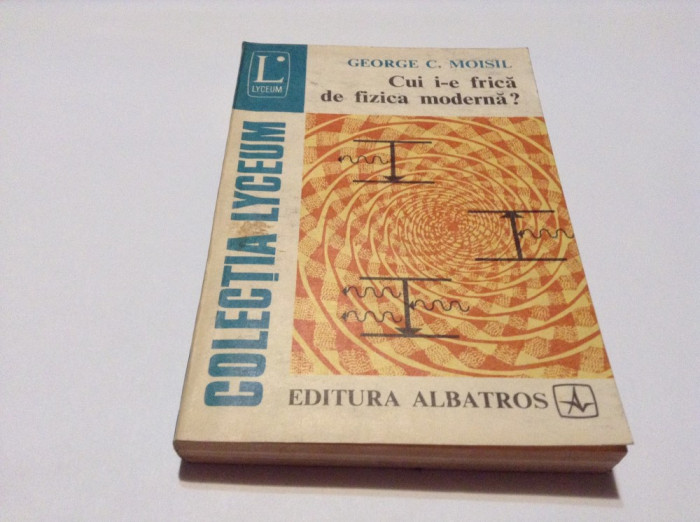 L
LYCEUM
GEORGE C. MOISIL
Cui i-e frică
de fizica modernă?
COLECȚIA LYCEUM
EDITURA ALBATROS